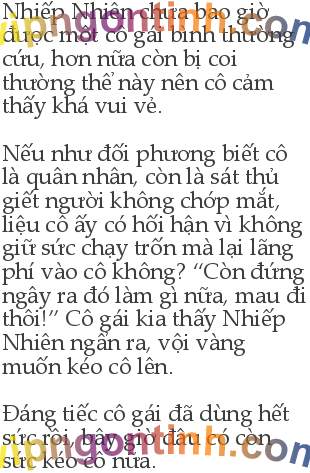 Nhiếp Nhiên chưa bao giờ
được một cô gái bình thường
cứu, hơn nữa còn bị coi
thường thế này nên cô cảm
thấy khá vui vẻ.
Nếu như đối phương biết cô
là quân nhân, còn là sát thủ
giết người không chớp mắt,
liệu cô ấy có hối hận vì không
giữ sức chạy trốn mà lại lãng
phí vào cô không? “Còn đứng
ngây ra đó làm gì nữa, mau đi
thôi!” Cô gái kia thấy Nhiếp
Nhiên ngẩn ra, vội vàng
muốn kéo cô lên.
Đáng tiếc cô gái đã dùng hết
sức rồi, bây giờ đâu có còn
sức kéo cô nữa.
vipngontinh.com
vipngontinh.com